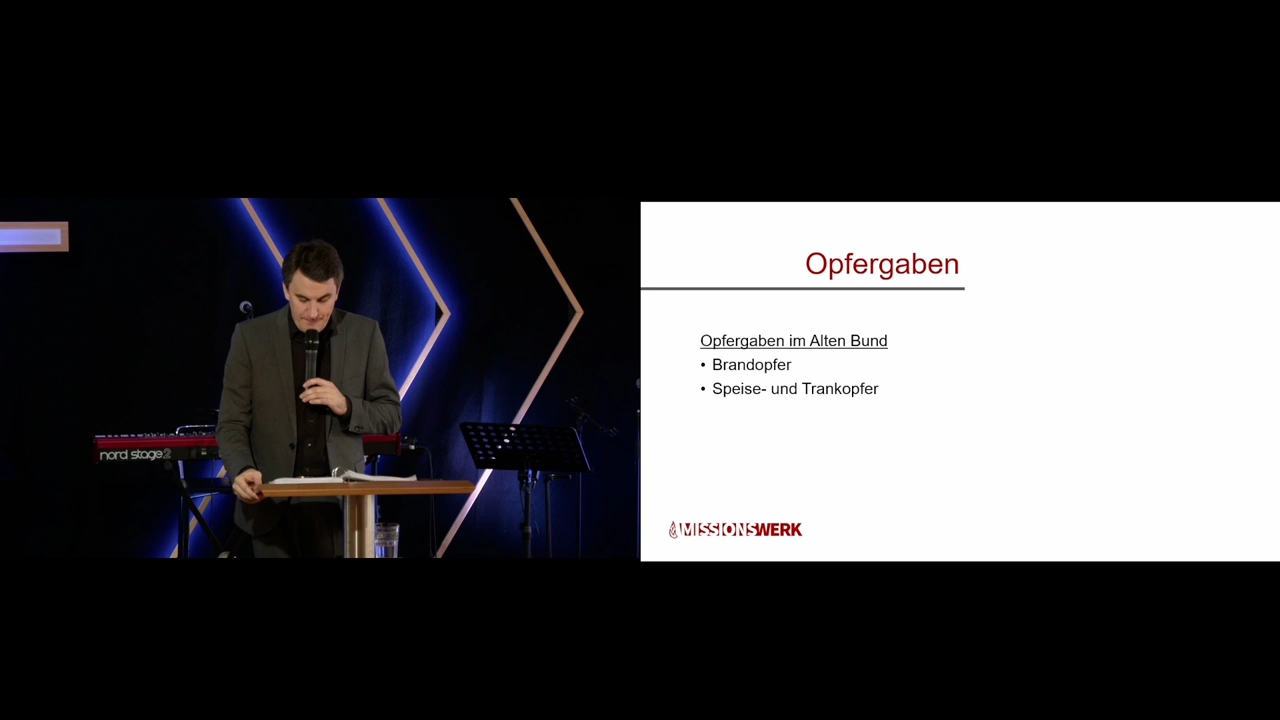 nord stage2
Opfergaben
Opfergaben im Alten Bund
• Brandopfer
• Speise- und Trankopfer
MISSIONSWERK